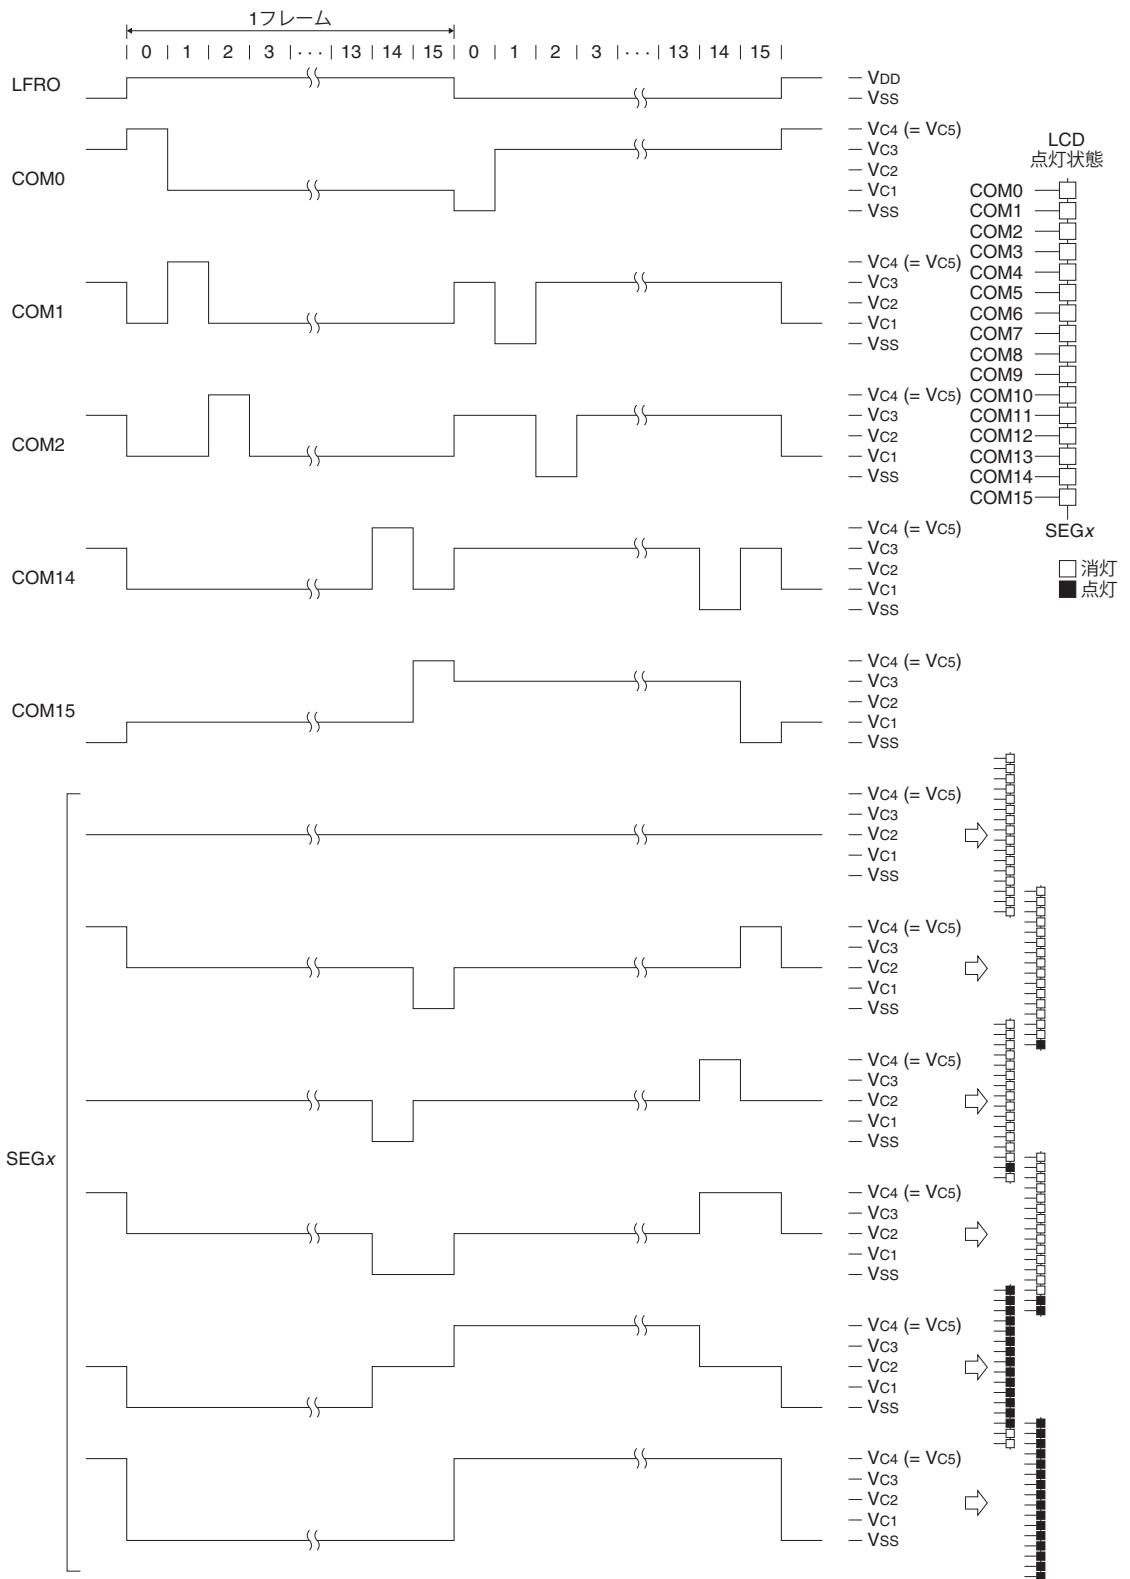 1フレーム
0 1 2 3 ··· 13 14 15 0 1 2 3 ··· 13 14 15
LFRO
VDD
VSS
COM0
VC4 (= VC5)
VC3
VC2
VC1
VSS
COM1
VC4 (= VC5)
VC3
VC2
VC1
VSS
COM2
VC4 (= VC5)
VC3
VC2
VC1
VSS
COM14
VC4 (= VC5)
VC3
VC2
VC1
VSS
COM15
VC4 (= VC5)
VC3
VC2
VC1
VSS
LCD
点灯状態
COM0
COM1
COM2
COM3
COM4
COM5
COM6
COM7
COM8
COM9
COM10
COM11
COM12
COM13
COM14
COM15
SEGx
消灯
点灯
SEGx
VC4 (= VC5)
VC3
VC2
VC1
VSS
VC4 (= VC5)
VC3
VC2
VC1
VSS
VC4 (= VC5)
VC3
VC2
VC1
VSS
VC4 (= VC5)
VC3
VC2
VC1
VSS
VC4 (= VC5)
VC3
VC2
VC1
VSS
VC4 (= VC5)
VC3
VC2
VC1
VSS